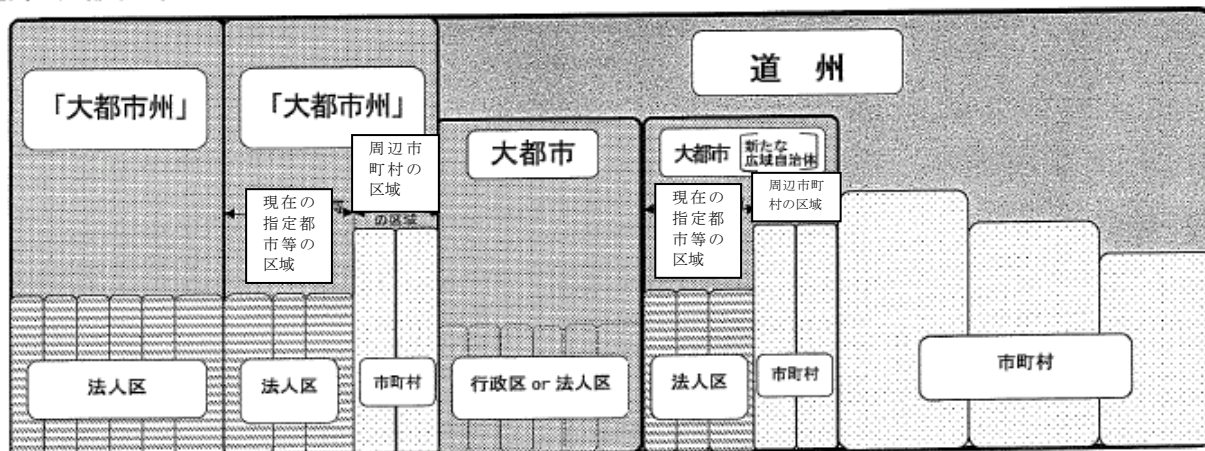 道 州
「大都市州」
「大都市州」
周辺市
町村の
区域
現在の
指定都
市等の
区域
の区域
大都市
大都市
新たな
広域自治体
現在の
指定都
市等の
区域
周辺市町
村の区域
法人区
法人区
市町村
行政区 or 法人区
法人区
市町村
市町村